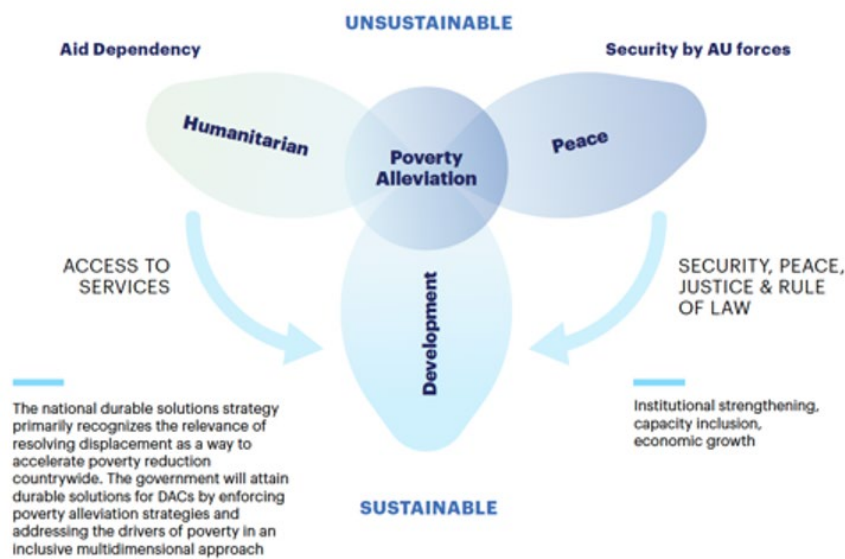 UNSUSTAINABLE
Aid Dependency
Security by AU forces
Humanitarian
Poverty
Alleviation
Peace
ACCESS TO
SERVICES
Development
SECURITY, PEACE,
JUSTICE & RULE
OF LAW
The national durable solutions strategy
primarily recognizes the relevance of
resolving displacement as a way to
accelerate poverty reduction
countrywide. The government will attain
durable solutions for DACs by enforcing
poverty alleviation strategies and
addressing the drivers of poverty in an
inclusive multidimensional approach
Institutional strengthening,
capacity inclusion,
economic growth
SUSTAINABLE